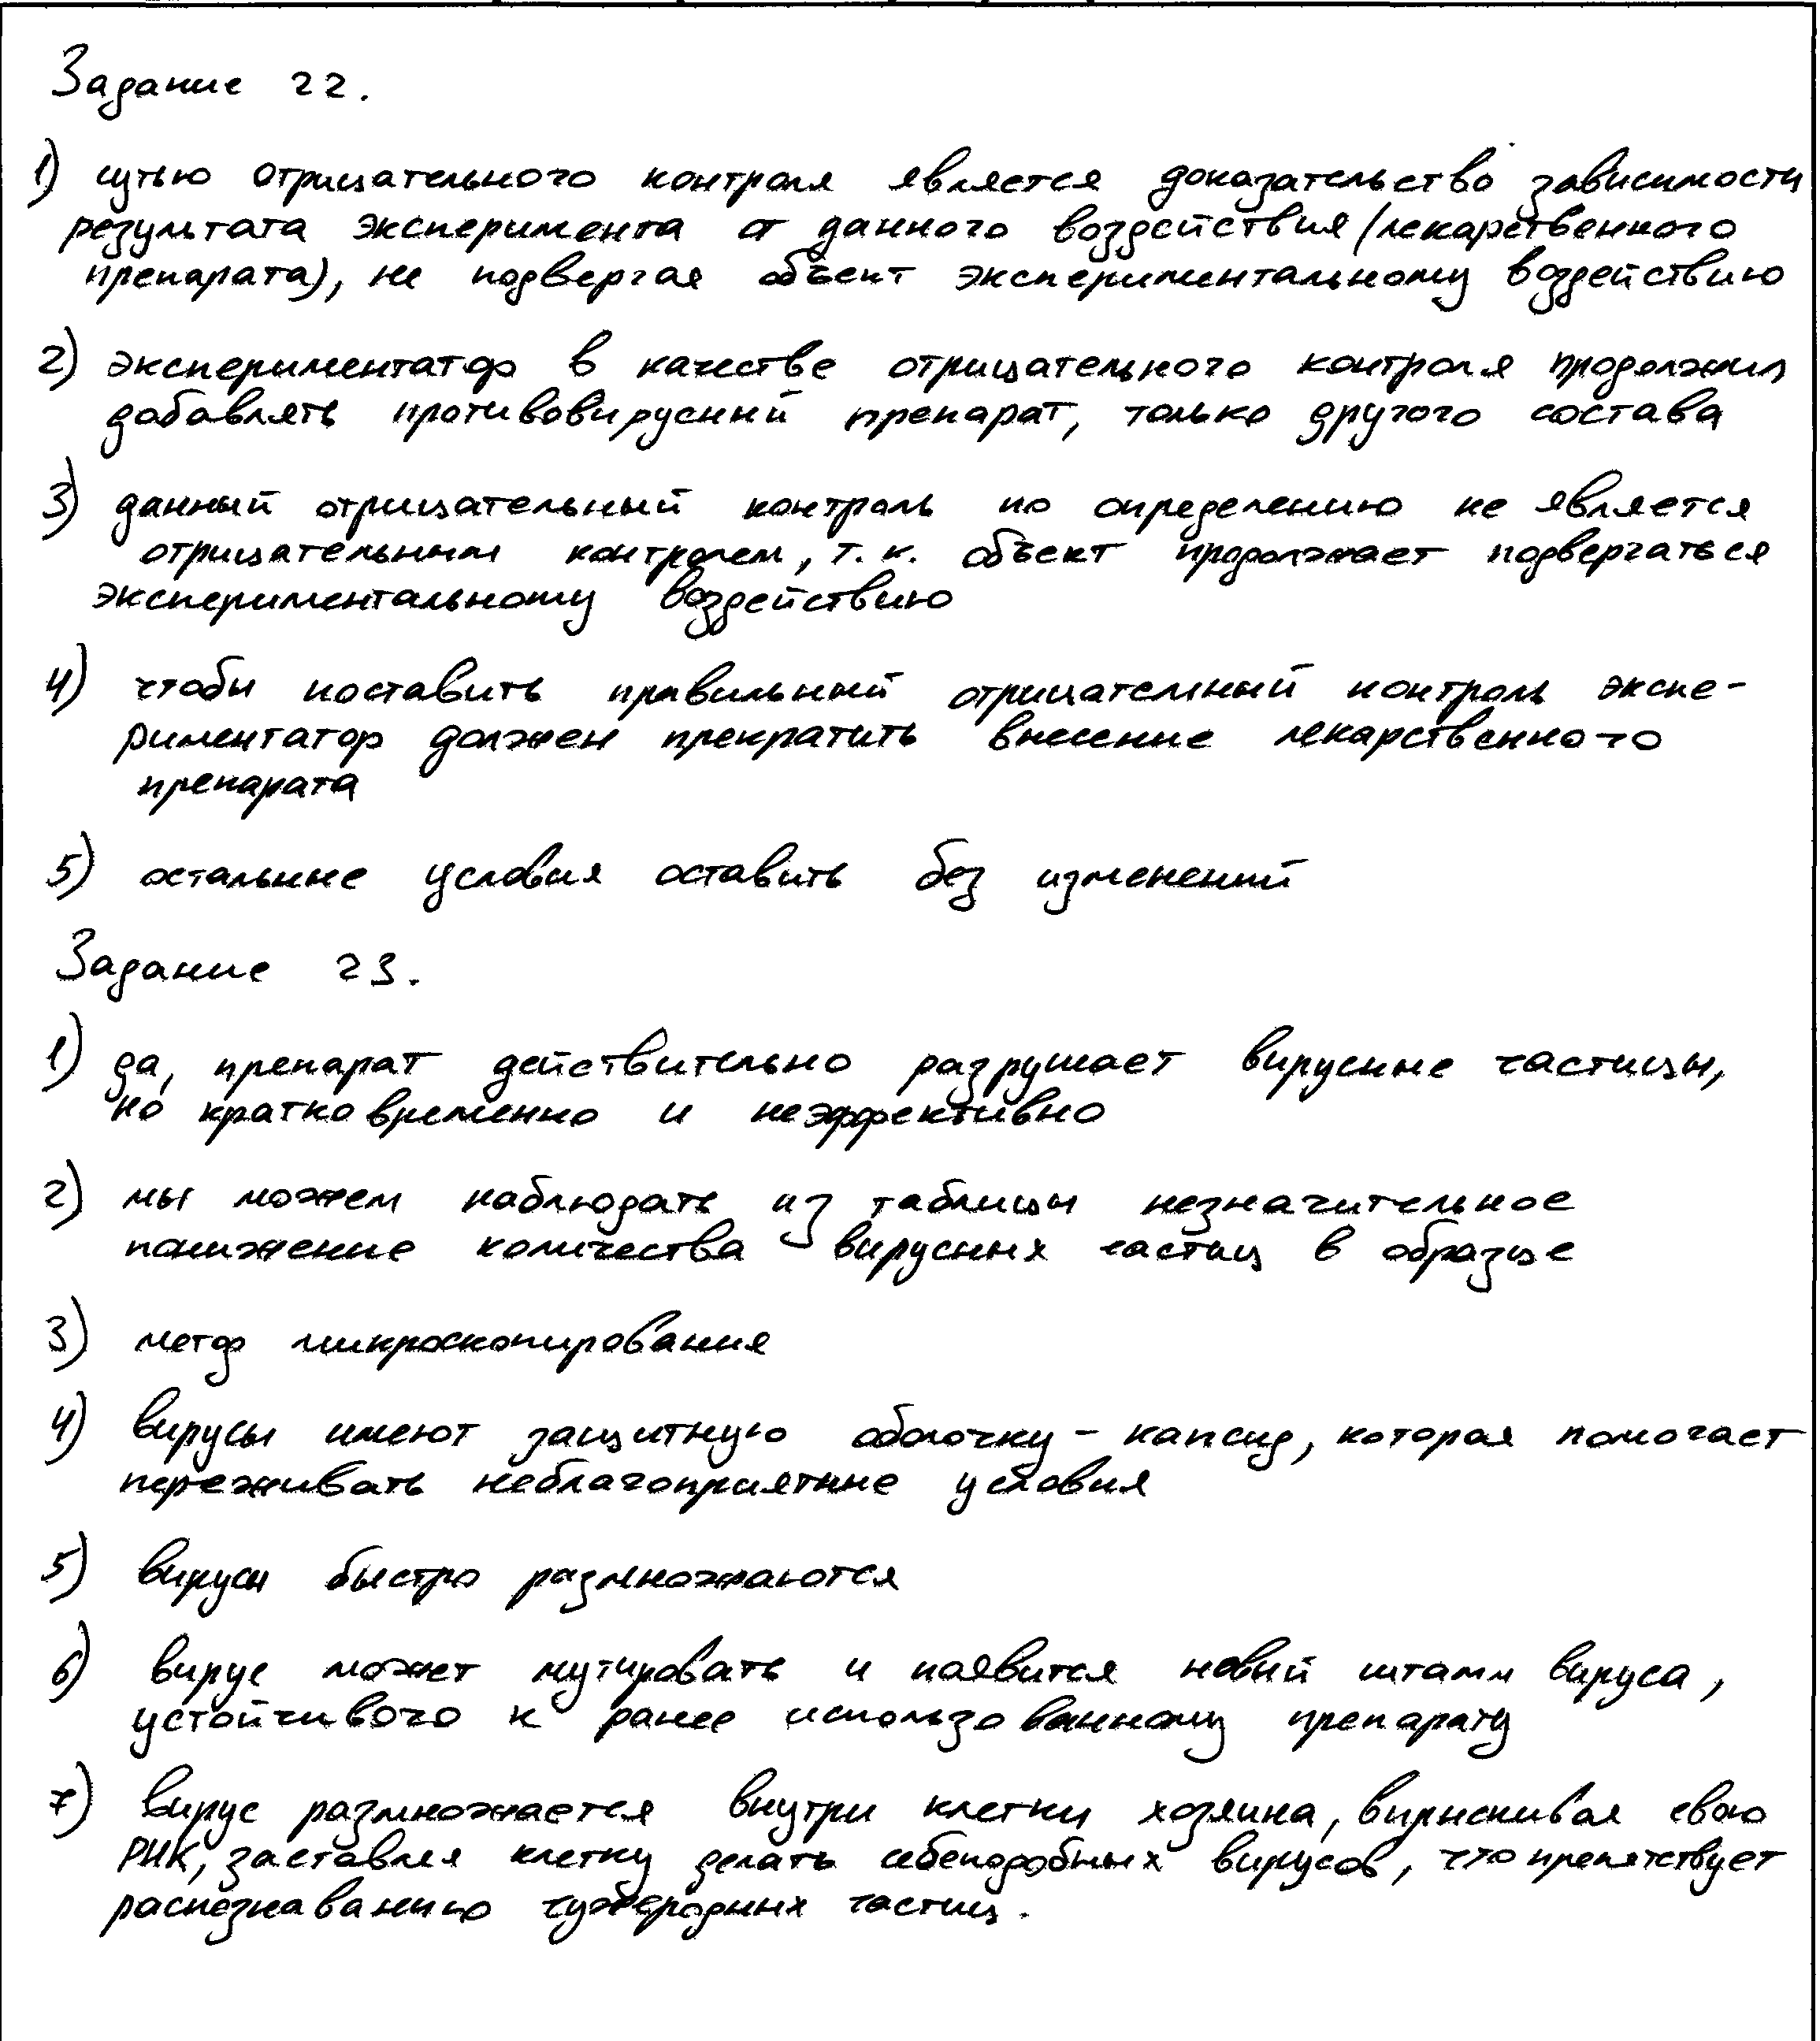 Задание 22.
1) сутью отрицательного контроля является доказательство зависимости
результата эксперимента от данного воздействия (лекарственного
препарата), не подвергая объект экспериментальному воздействию
2) экспериментатор в качестве отрицательного контроля продолжил
добавлять противовирусный препарат, только другого состава
3) данный отрицательный контроль по определению не является
отрицательным контролем, т.к. объект продолжает подвергаться
экспериментальному воздействию
4) чтобы поставить правильный отрицательный контроль экспе-
риментатор должен прекратить внесение лекарственного
препарата
5) остальные условия оставить без изменений
Задание 23.
1) да, препарат действительно разрушает вирусные частицы,
но кратковременно и неэффективно
2) мы можем наблюдать из таблицы незначительное
понижение количества вирусных частиц в образце
3) метод микроскопирования
4) вирусы имеют защитную оболочку - капсид, которая помогает
переживать неблагоприятные условия
5) вирусы быстро размножаются
6) вирус может мутировать и появится новый штамм вируса,
устойчивого к ранее использованному препарату
7) вирус размножается внутри клетки хозяина, впрыскивая свою
РНК, заставляя клетку делать себеподобных вирусов, что препятствует
распознаванию чужеродных частиц.